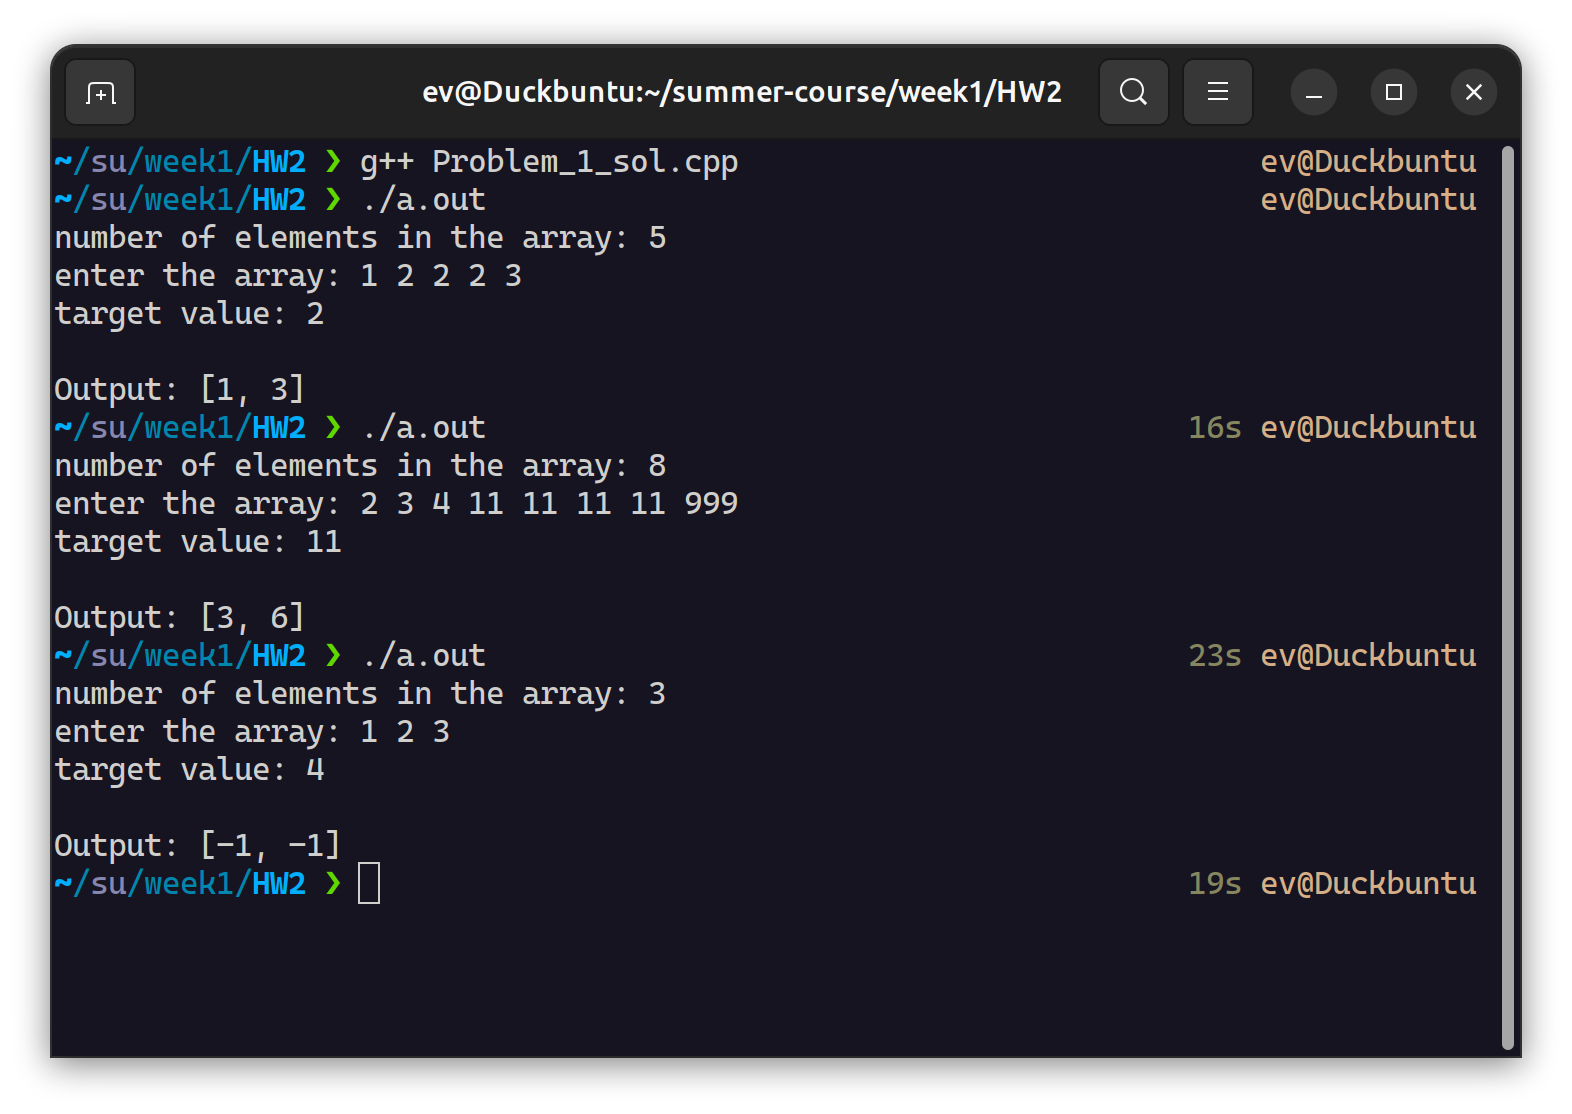 ev@Duckbuntu:~/summer-course/week1/HW2
~/su/week1/HW2 ❯ g++ Problem_1_sol.cpp ev@Duckbuntu
~/su/week1/HW2 ❯ ./a.out ev@Duckbuntu
number of elements in the array: 5
enter the array: 1 2 2 2 3
target value: 2
Output: [1, 3]
~/su/week1/HW2 ❯ ./a.out 16s ev@Duckbuntu
number of elements in the array: 8
enter the array: 2 3 4 11 11 11 11 999
target value: 11
Output: [3, 6]
~/su/week1/HW2 ❯ ./a.out 23s ev@Duckbuntu
number of elements in the array: 3
enter the array: 1 2 3
target value: 4
Output: [-1, -1]
~/su/week1/HW2 ❯ 19s ev@Duckbuntu